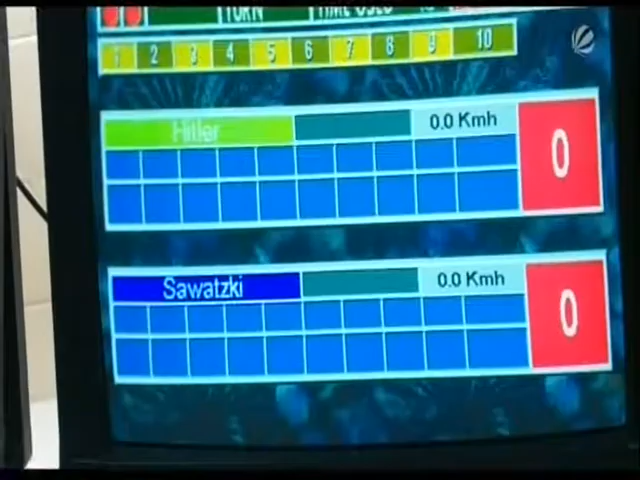 TURN TIME USED
1 2 3 4 5 6 7 8 9 10
Hitler 0.0 Kmh 0
Sawatzki 0.0 Kmh 0